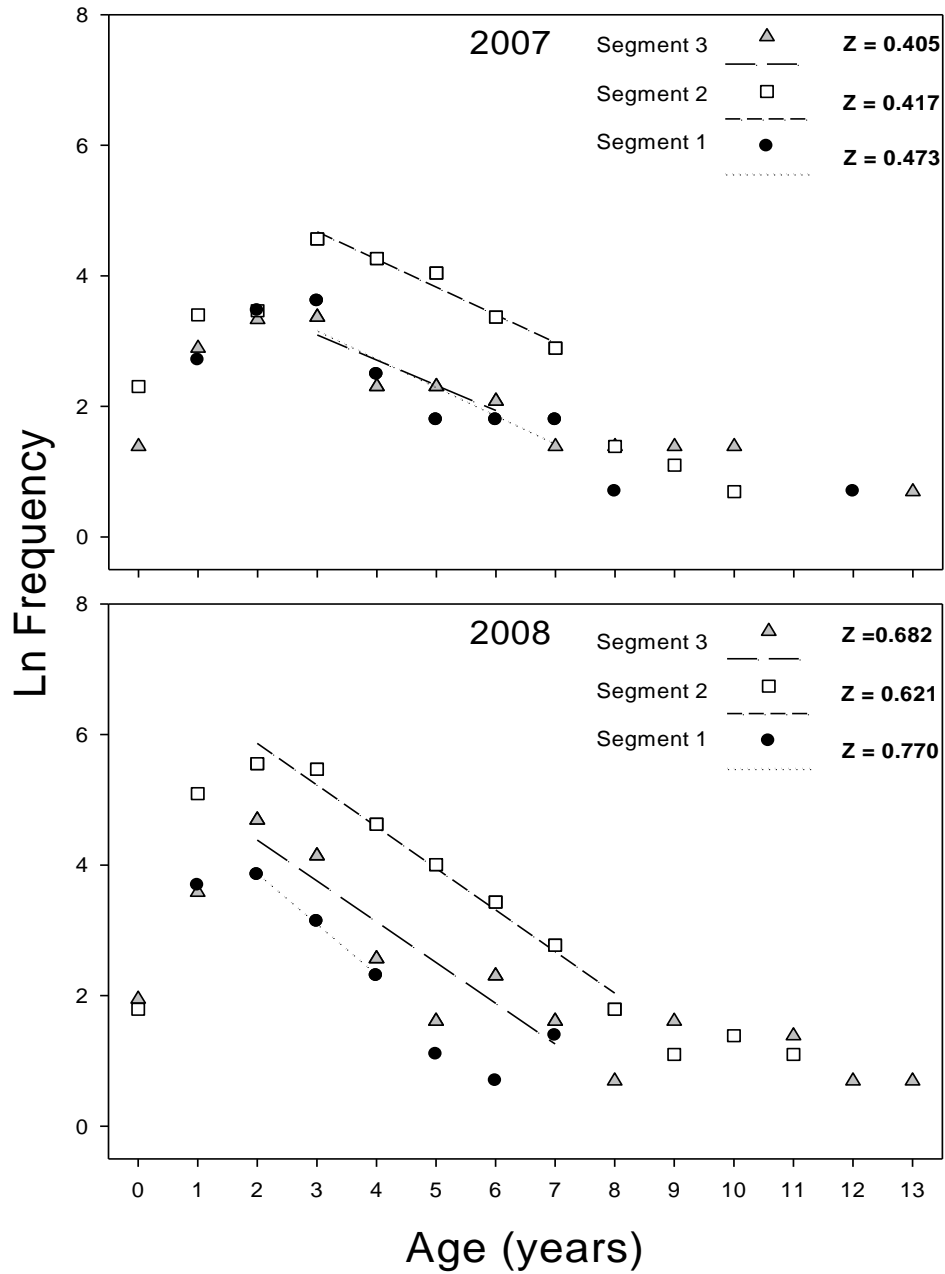 Ln Frequency
8
6
4
2
0
2007
Segment 3 Z = 0.405
Segment 2 Z = 0.417
Segment 1 Z = 0.473
8
6
4
2
0
2008
Segment 3 Z =0.682
Segment 2 Z = 0.621
Segment 1 Z = 0.770
0 1 2 3 4 5 6 7 8 9 10 11 12 13
Age (years)